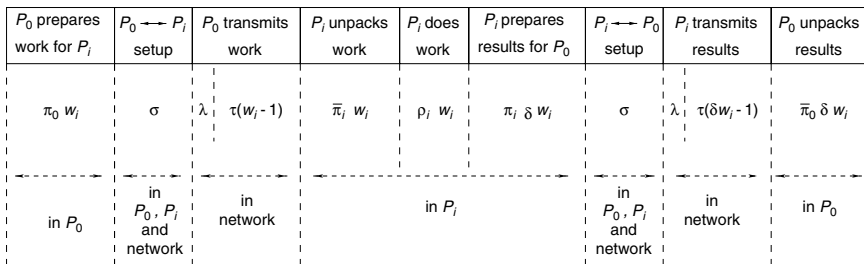 P0 prepares work for Pi
P0 ↔ Pi setup
P0 transmits work
Pi unpacks work
Pi does work
Pi prepares results for P0
Pi ↔ P0 setup
Pi transmits results
P0 unpacks results
π0 wi
σ
λ
τ(wi - 1)
π̄i wi
ρi wi
πi δ wi
σ
λ
τ(δwi - 1)
π̄0 δ wi
in P0
in P0 , Pi and network
in network
in Pi
in P0 , Pi and network
in network
in P0